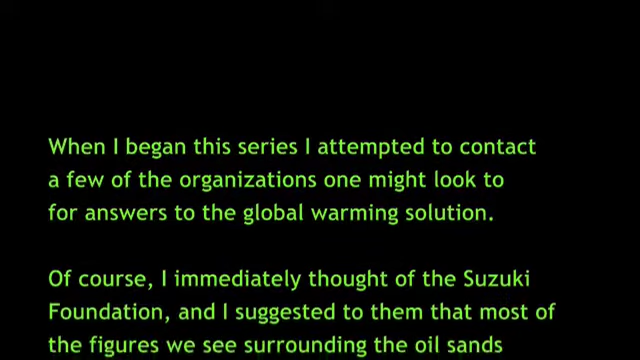 When I began this series I attempted to contact
a few of the organizations one might look to
for answers to the global warming solution.
Of course, I immediately thought of the Suzuki
Foundation, and I suggested to them that most of
the figures we see surrounding the oil sands